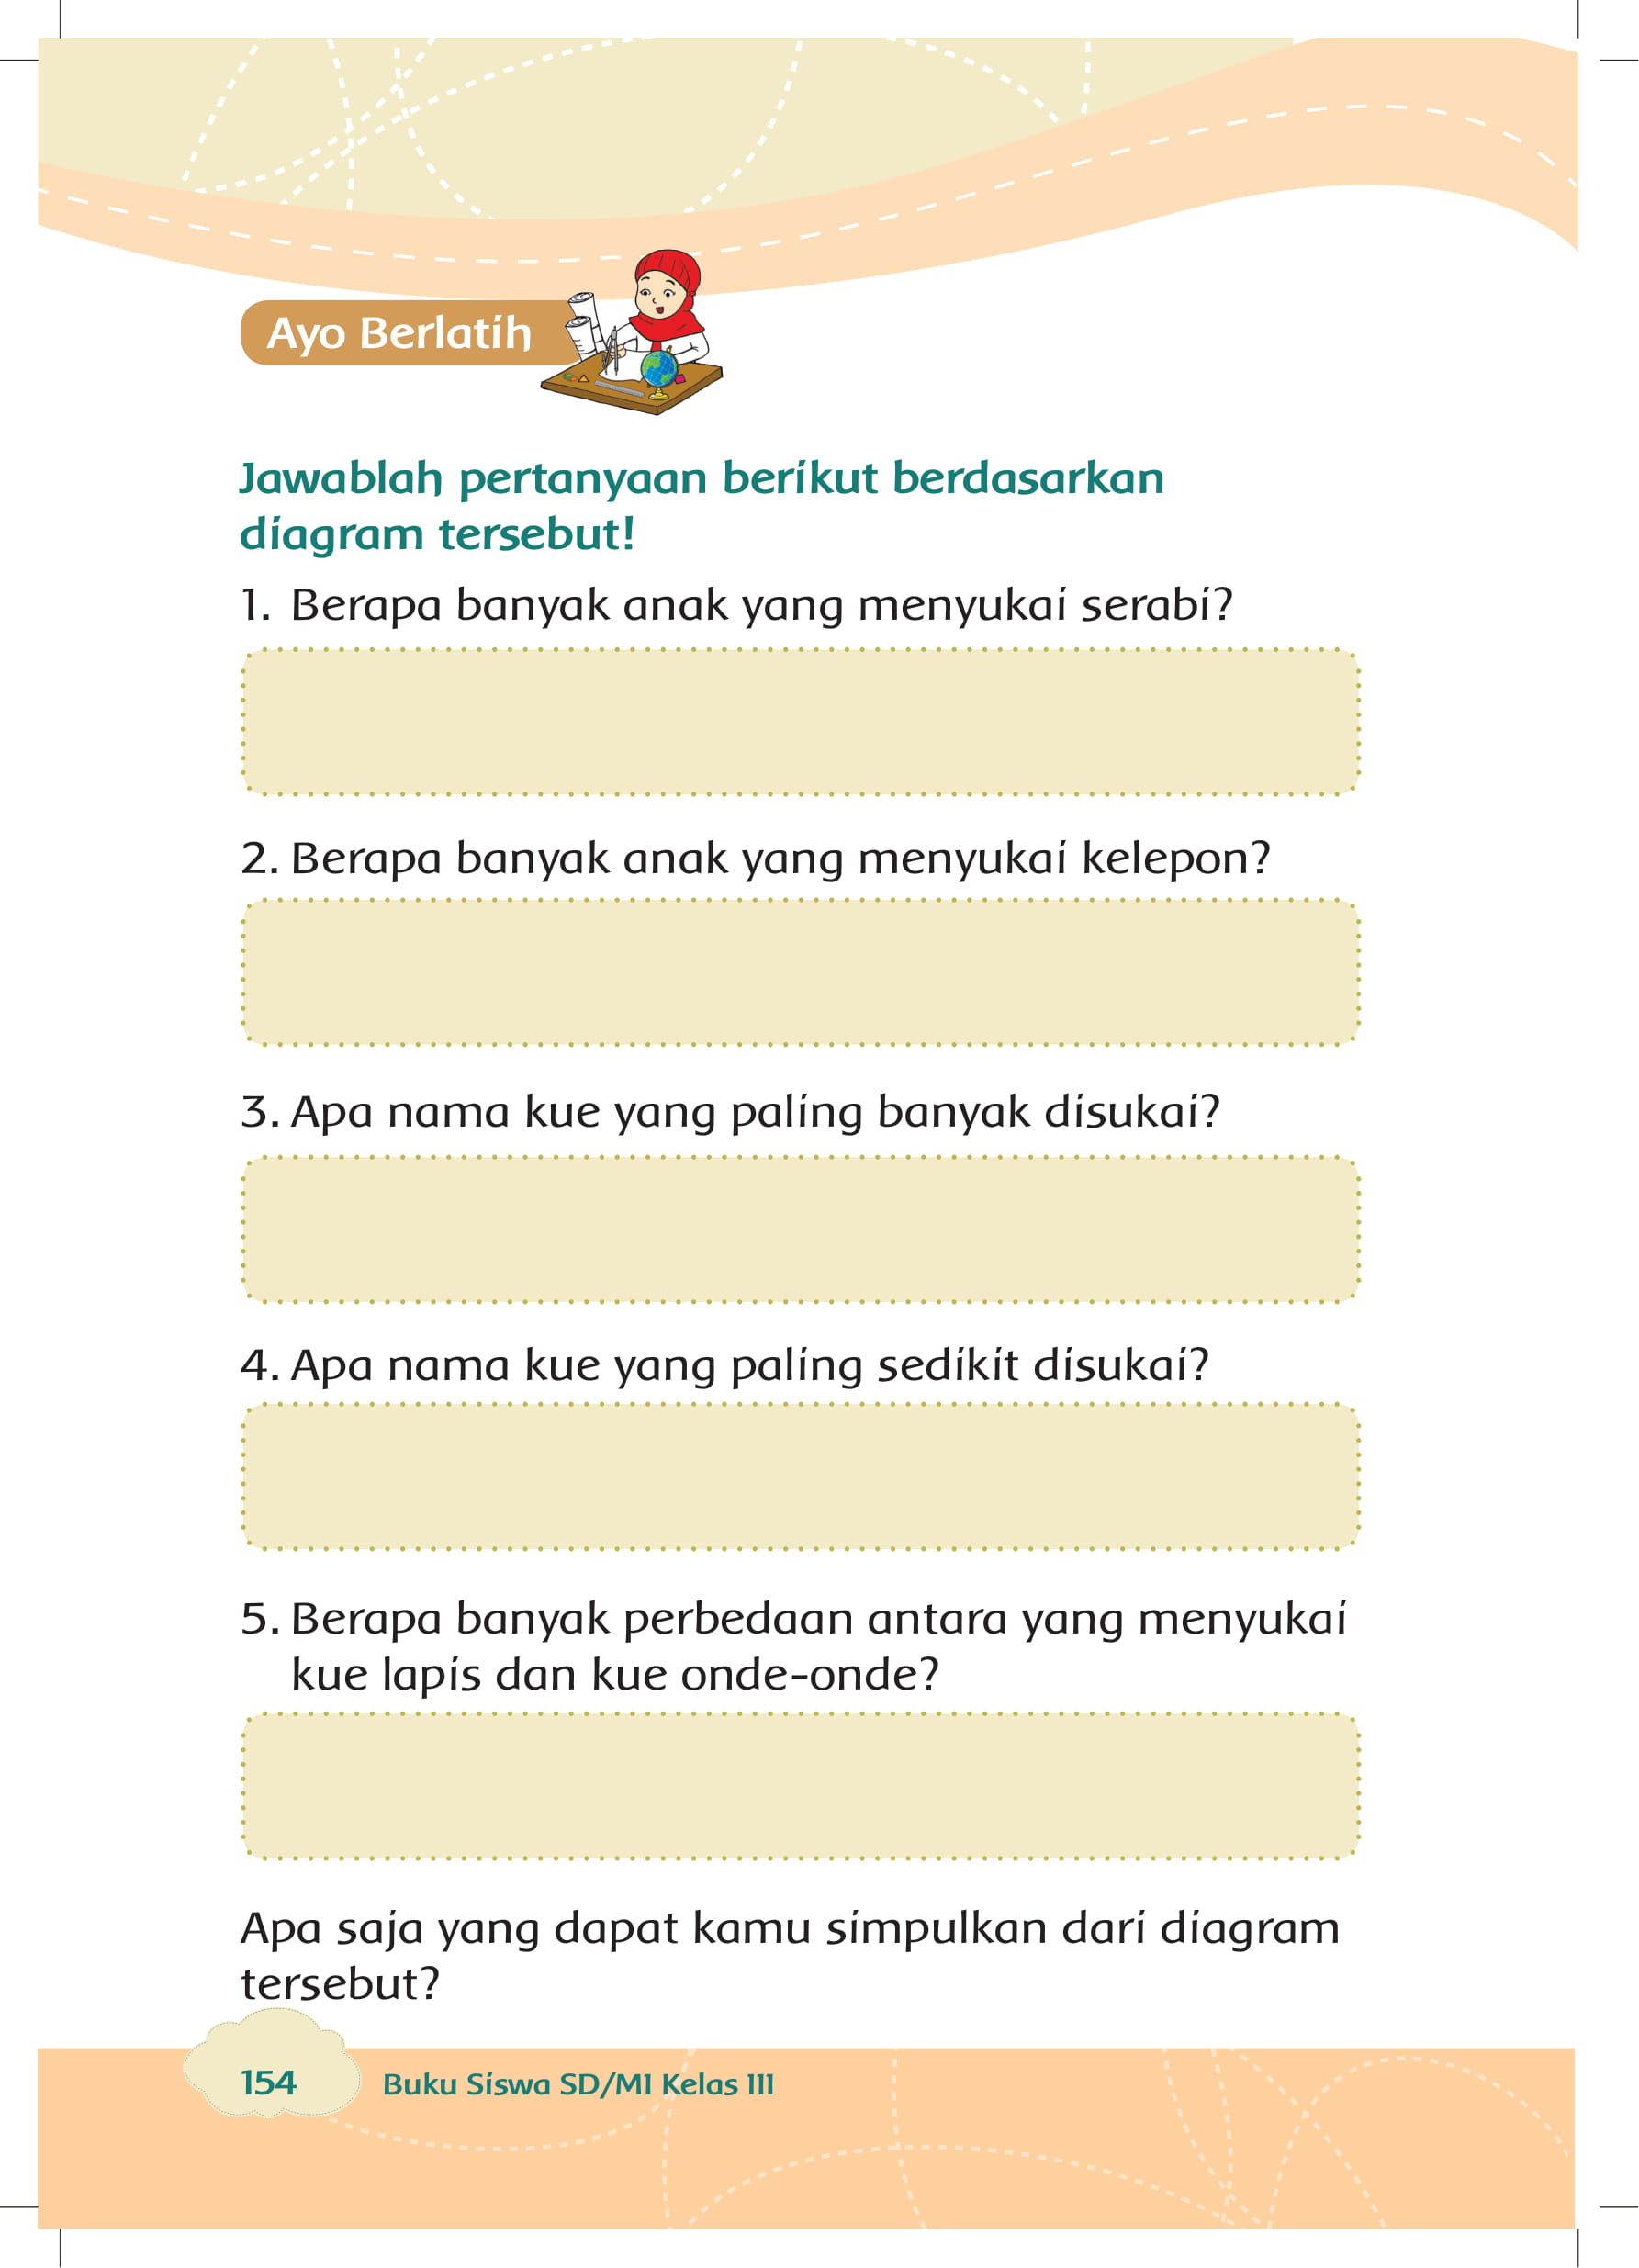 Ayo Berlatih
Jawablah pertanyaan berikut berdasarkan
diagram tersebut!
1. Berapa banyak anak yang menyukai serabi?
2. Berapa banyak anak yang menyukai kelepon?
3. Apa nama kue yang paling banyak disukai?
4. Apa nama kue yang paling sedikit disukai?
5. Berapa banyak perbedaan antara yang menyukai
kue lapis dan kue onde-onde?
Apa saja yang dapat kamu simpulkan dari diagram
tersebut?
154 Buku Siswa SD/MI Kelas III